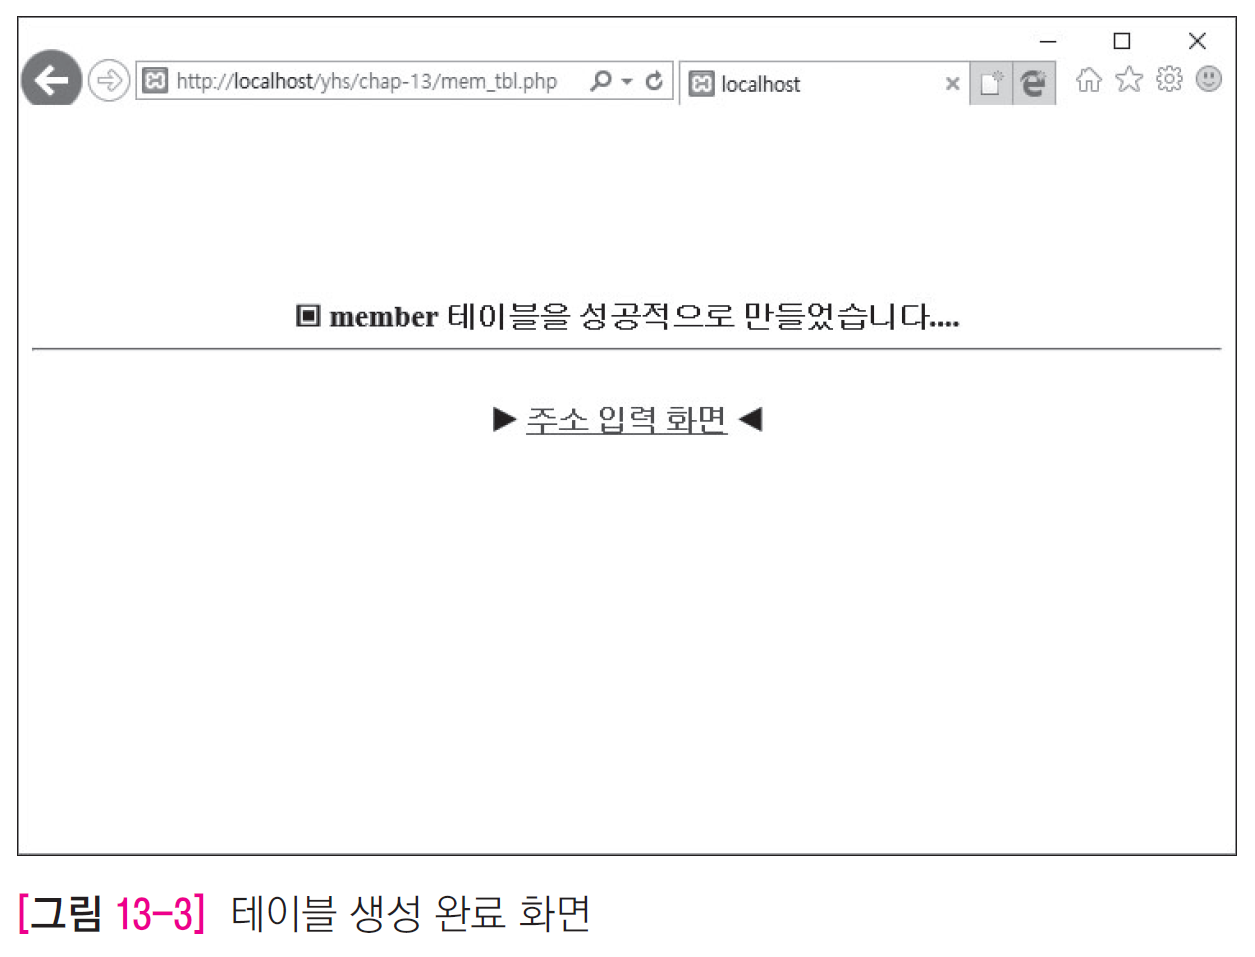 http://localhost/yhs/chap-13/mem_tbl.php localhost
▣ member 테이블을 성공적으로 만들었습니다....
▶ 주소 입력 화면 ◀
[그림 13-3] 테이블 생성 완료 화면